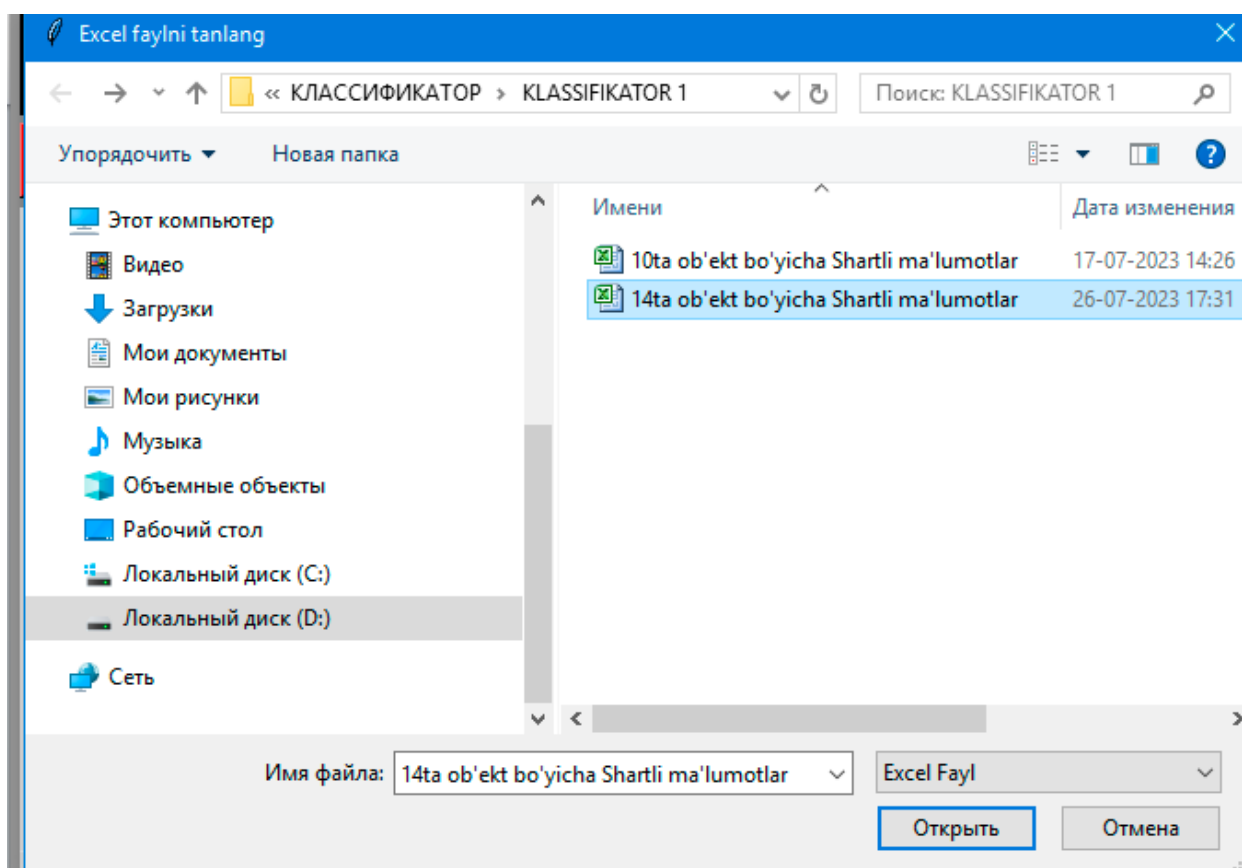 Excel faylni tanlang
« КЛАССИФИКАТОР › KLASSIFIKATOR 1
Поиск: KLASSIFIKATOR 1
Упорядочить
Новая папка
Этот компьютер
Видео
Загрузки
Мои документы
Мои рисунки
Музыка
Объемные объекты
Рабочий стол
Локальный диск (C:)
Локальный диск (D:)
Сеть
Имени Дата изменения
10ta ob'ekt bo'yicha Shartli ma'lumotlar 17-07-2023 14:26
14ta ob'ekt bo'yicha Shartli ma'lumotlar 26-07-2023 17:31
Имя файла: 14ta ob'ekt bo'yicha Shartli ma'lumotlar
Excel Fayl
Открыть Отмена